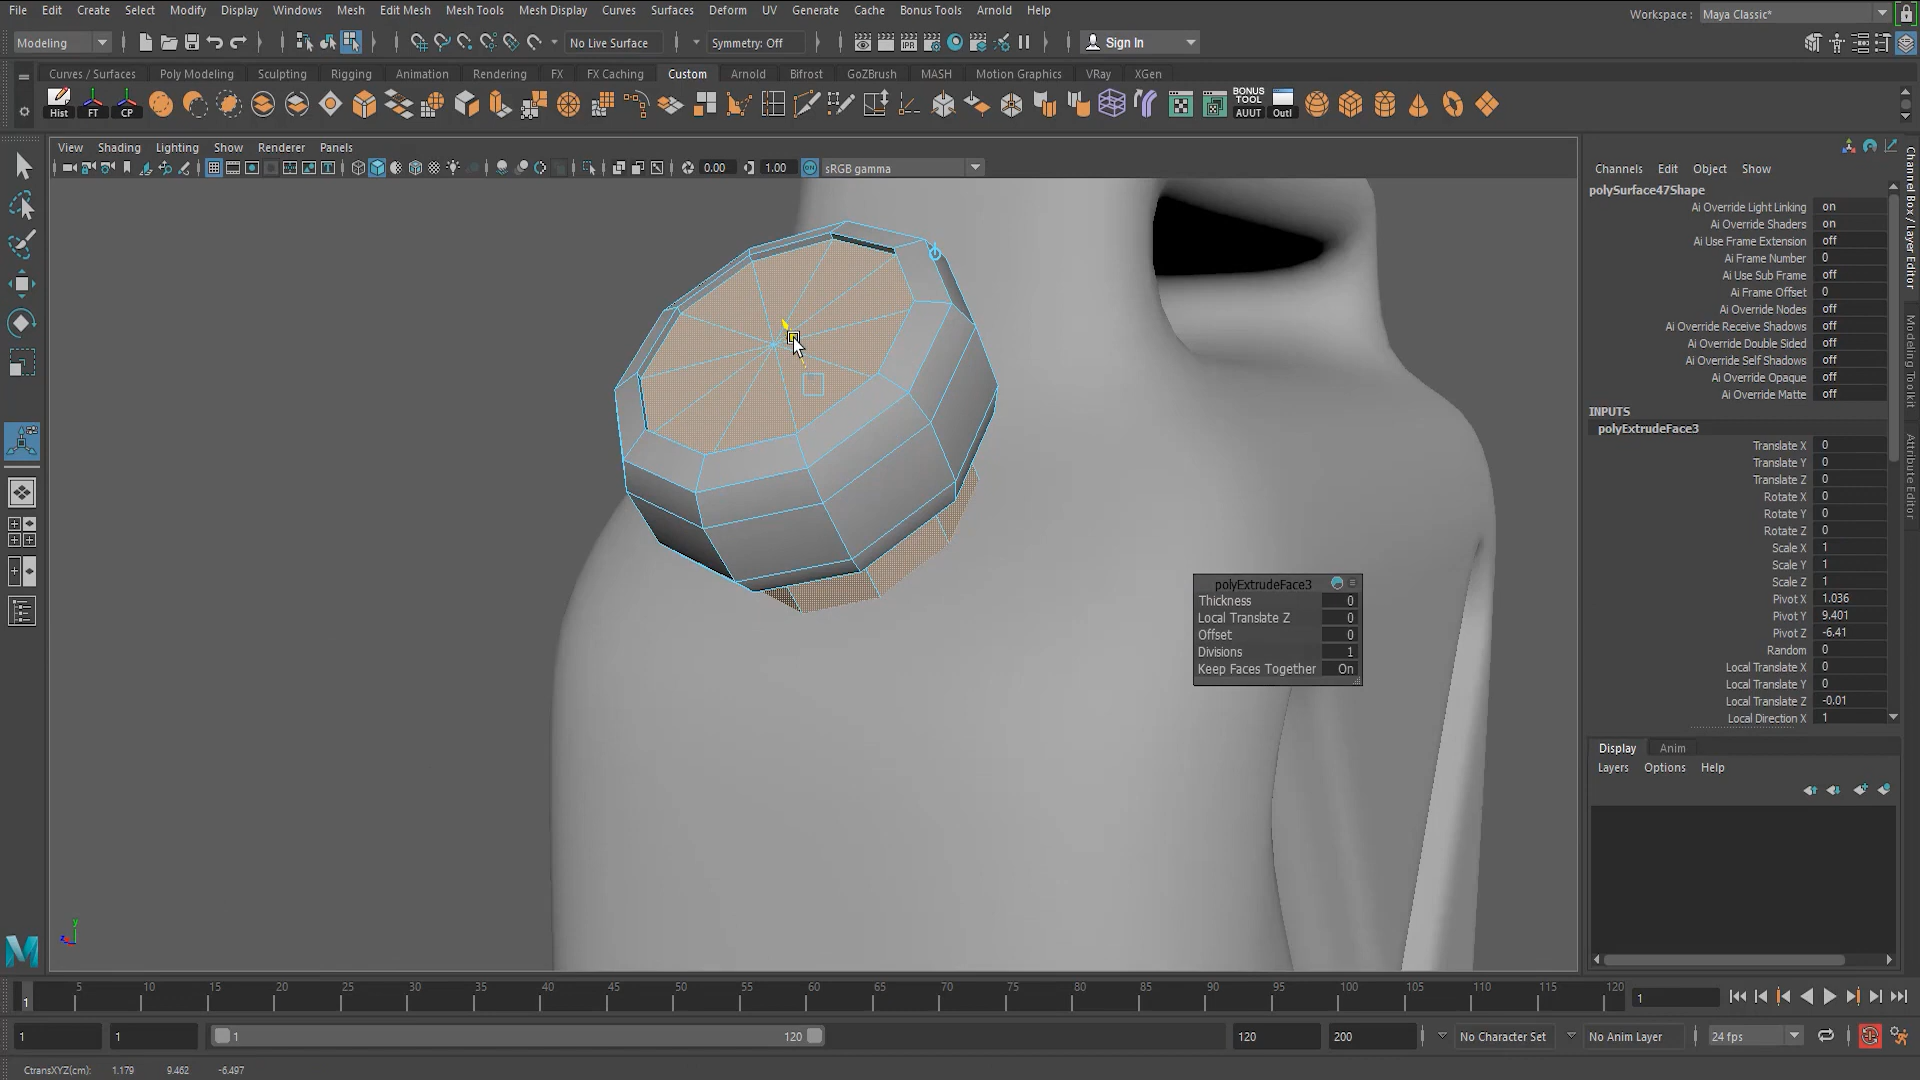 File Edit Create Select Modify Display Windows Mesh Edit Mesh Mesh Tools Mesh Display Curves Surfaces Deform UV Generate Cache Bonus Tools Arnold Help
Workspace : Maya Classic*
Modeling No Live Surface Symmetry: Off Sign In
Curves / Surfaces Poly Modeling Sculpting Rigging Animation Rendering FX FX Caching Custom Arnold Bifrost GoZBrush MASH Motion Graphics VRay XGen
Hist FT CP BONUS TOOL AUUT Outl
View Shading Lighting Show Renderer Panels
0.00 1.00 sRGB gamma
Channels Edit Object Show
polySurface47Shape
Ai Override Light Linking on
Ai Override Shaders on
Ai Use Frame Extension off
Ai Frame Number 0
Ai Use Sub Frame off
Ai Frame Offset 0
Ai Override Nodes off
Ai Override Receive Shadows off
Ai Override Double Sided off
Ai Override Self Shadows off
Ai Override Opaque off
Ai Override Matte off
INPUTS
polyExtrudeFace3
Translate X 0
Translate Y 0
Translate Z 0
Rotate X 0
Rotate Y 0
Rotate Z 0
Scale X 1
Scale Y 1
Scale Z 1
Pivot X 1.036
Pivot Y 9.401
Pivot Z -6.41
Random 0
Local Translate X 0
Local Translate Y 0
Local Translate Z -0.01
Local Direction X 1
Channel Box / Layer Editor
Modeling Toolkit
Attribute Editor
polyExtrudeFace3
Thickness 0
Local Translate Z 0
Offset 0
Divisions 1
Keep Faces Together On
Display Anim
Layers Options Help
y
z
M
1 5 10 15 20 25 30 35 40 45 50 55 60 65 70 75 80 85 90 95 100 105 110 115 120 1
1 1 1 120 120 200 No Character Set No Anim Layer 24 fps
CtransXYZ(cm): 1.179 9.462 -6.497